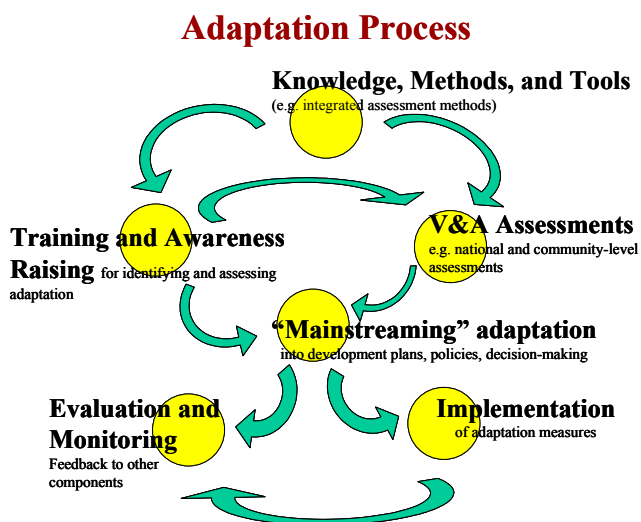 Adaptation Process
Knowledge, Methods, and Tools
(e.g. integrated assessment methods)
Training and Awareness
Raising for identifying and assessing
adaptation
V&A Assessments
e.g. national and community-level
assessments
“Mainstreaming” adaptation
into development plans, policies, decision-making
Evaluation and
Monitoring
Feedback to other
components
Implementation
of adaptation measures